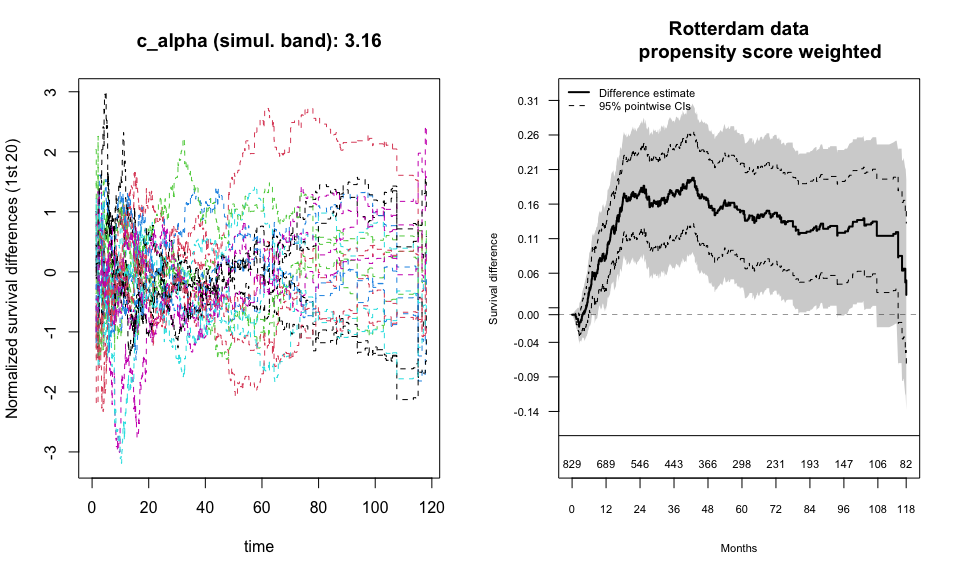 c_alpha (simul. band): 3.16
Normalized survival differences (1st 20)
3
2
1
0
-1
-2
-3
0 20 40 60 80 100 120
time
Rotterdam data
propensity score weighted
Difference estimate
95% pointwise CIs
Survival difference
0.31
0.26
0.21
0.16
0.11
0.06
0.00
-0.04
-0.09
-0.14
829 689 546 443 366 298 231 193 147 106 82
0 12 24 36 48 60 72 84 96 108 118
Months